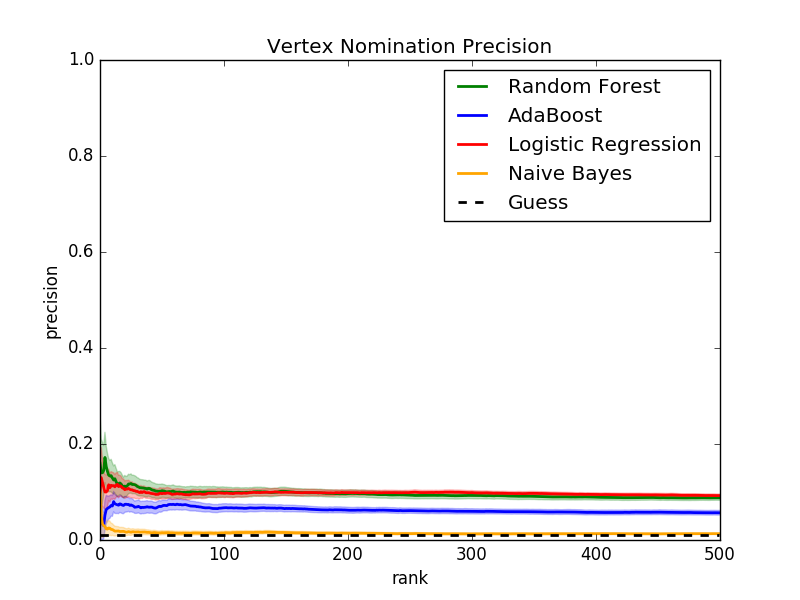 Vertex Nomination Precision
1.0
0.8
0.6
0.4
0.2
0.0
precision
Random Forest
AdaBoost
Logistic Regression
Naive Bayes
Guess
0
100
200
300
400
500
rank